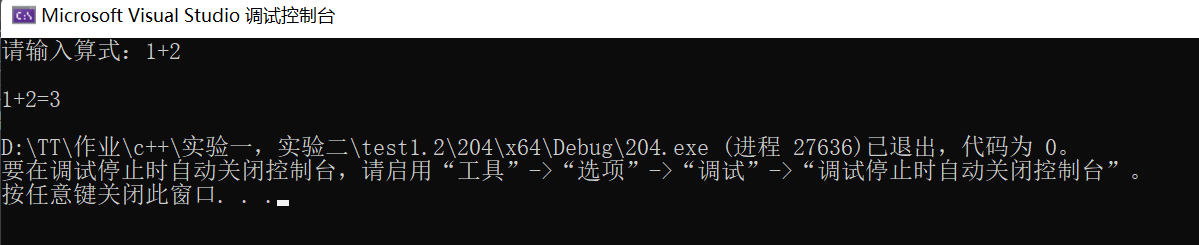 Microsoft Visual Studio 调试控制台
请输入算式：1+2
1+2=3
D:\TT\作业\c++\实验一，实验二\test1.2\204\x64\Debug\204.exe (进程 27636)已退出，代码为 0。
要在调试停止时自动关闭控制台，请启用“工具”->“选项”->“调试”->“调试停止时自动关闭控制台”。
按任意键关闭此窗口. . .